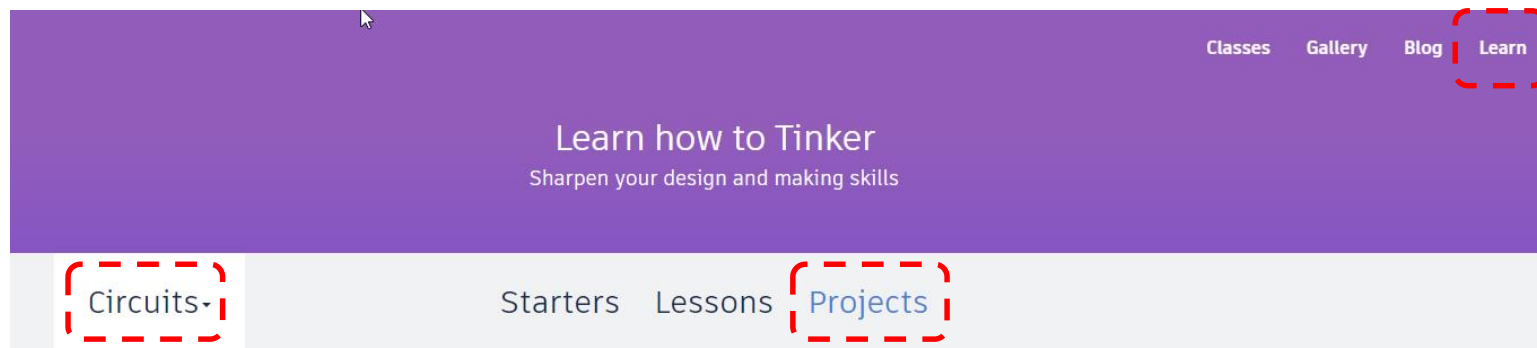 Classes Gallery Blog Learn
Learn how to Tinker
Sharpen your design and making skills
Circuits Starters Lessons Projects